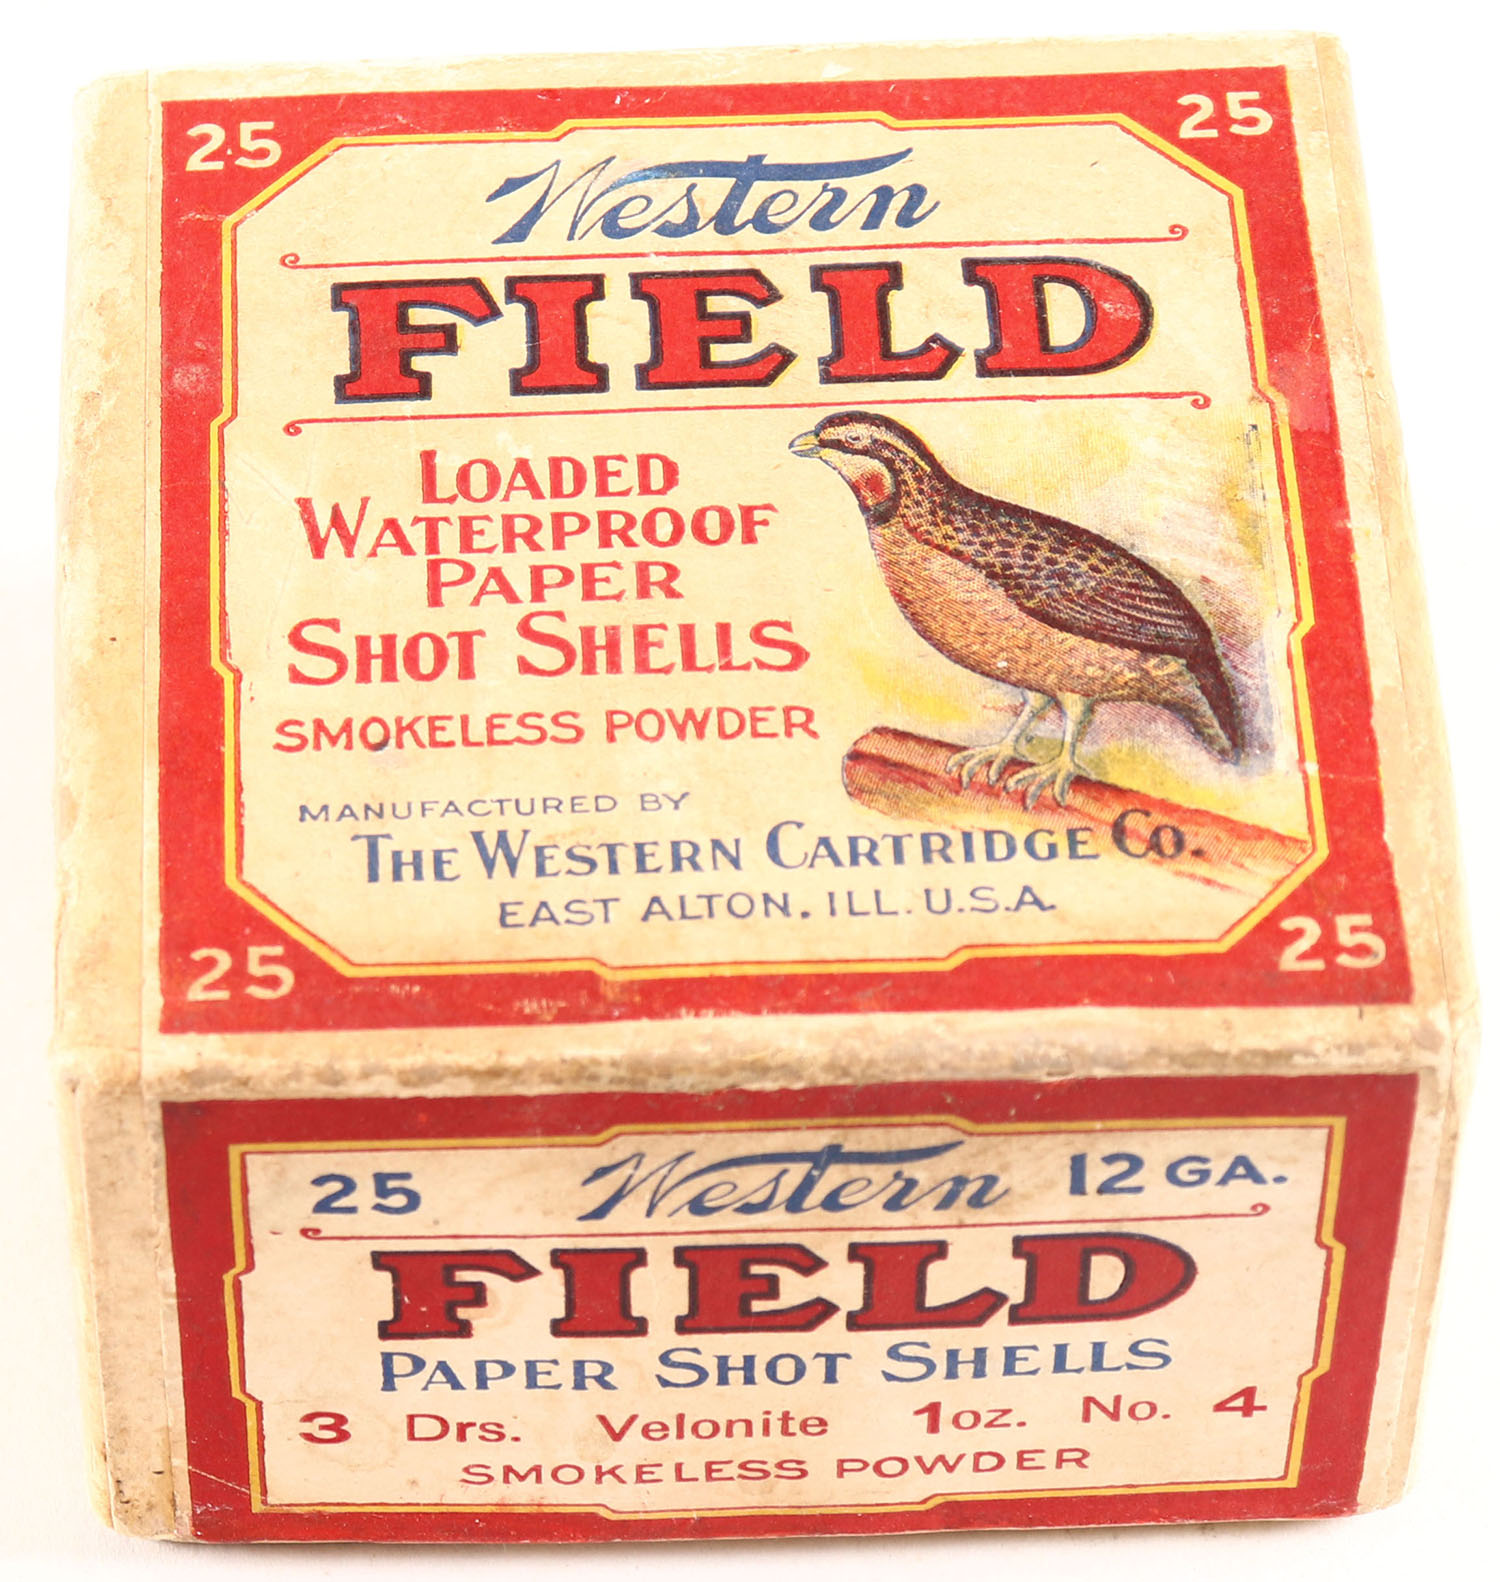 25 25
Western
FIELD
LOADED
WATERPROOF
PAPER
SHOT SHELLS
SMOKELESS POWDER
MANUFACTURED BY
THE WESTERN CARTRIDGE CO.
EAST ALTON, ILL. U.S.A.
25 25
25 Western 12 GA.
FIELD
PAPER SHOT SHELLS
3 Drs. Velonite 1oz. No. 4
SMOKELESS POWDER